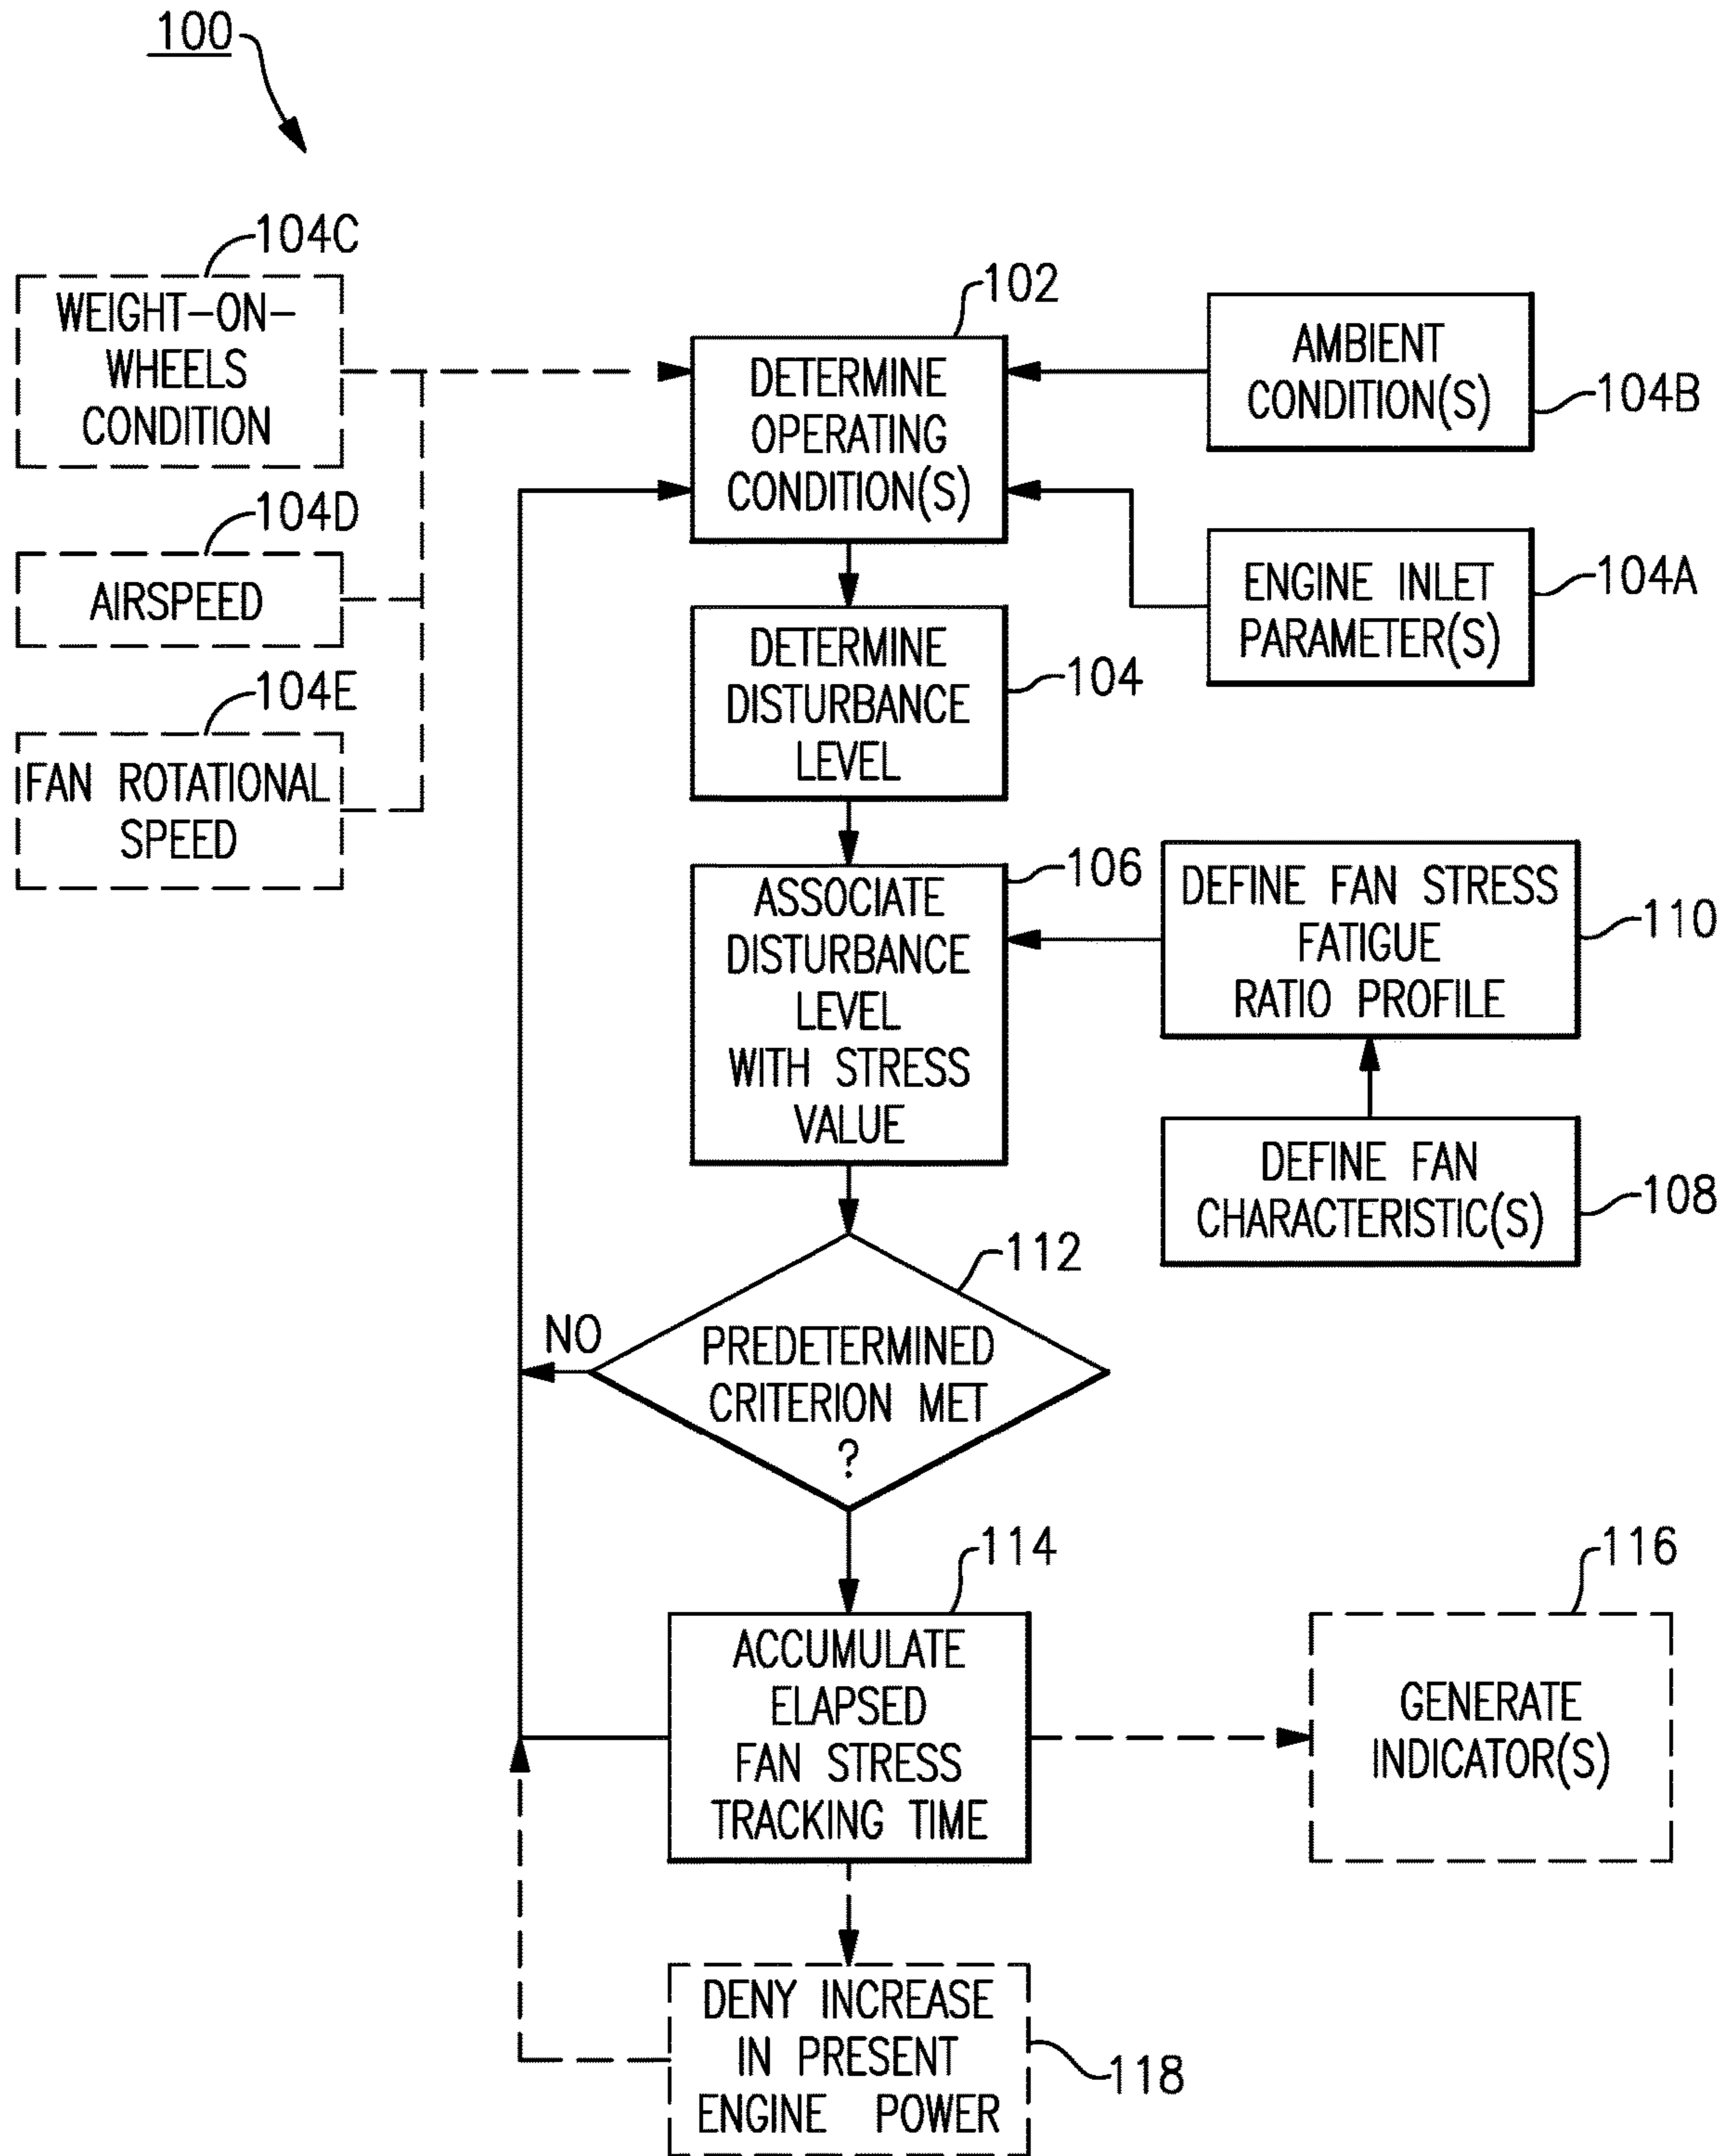 100
104C
WEIGHT-ON-
WHEELS
CONDITION
104D
AIRSPEED
104E
FAN ROTATIONAL
SPEED
102
DETERMINE
OPERATING
CONDITION(S)
AMBIENT
CONDITION(S)
104B
ENGINE INLET
PARAMETER(S)
104A
DETERMINE
DISTURBANCE
LEVEL
104
106
ASSOCIATE
DISTURBANCE
LEVEL
WITH STRESS
VALUE
DEFINE FAN STRESS
FATIGUE
RATIO PROFILE
110
DEFINE FAN
CHARACTERISTIC(S)
108
112
NO
PREDETERMINED
CRITERION MET
?
114
ACCUMULATE
ELAPSED
FAN STRESS
TRACKING TIME
116
GENERATE
INDICATOR(S)
DENY INCREASE
IN PRESENT
ENGINE POWER
118